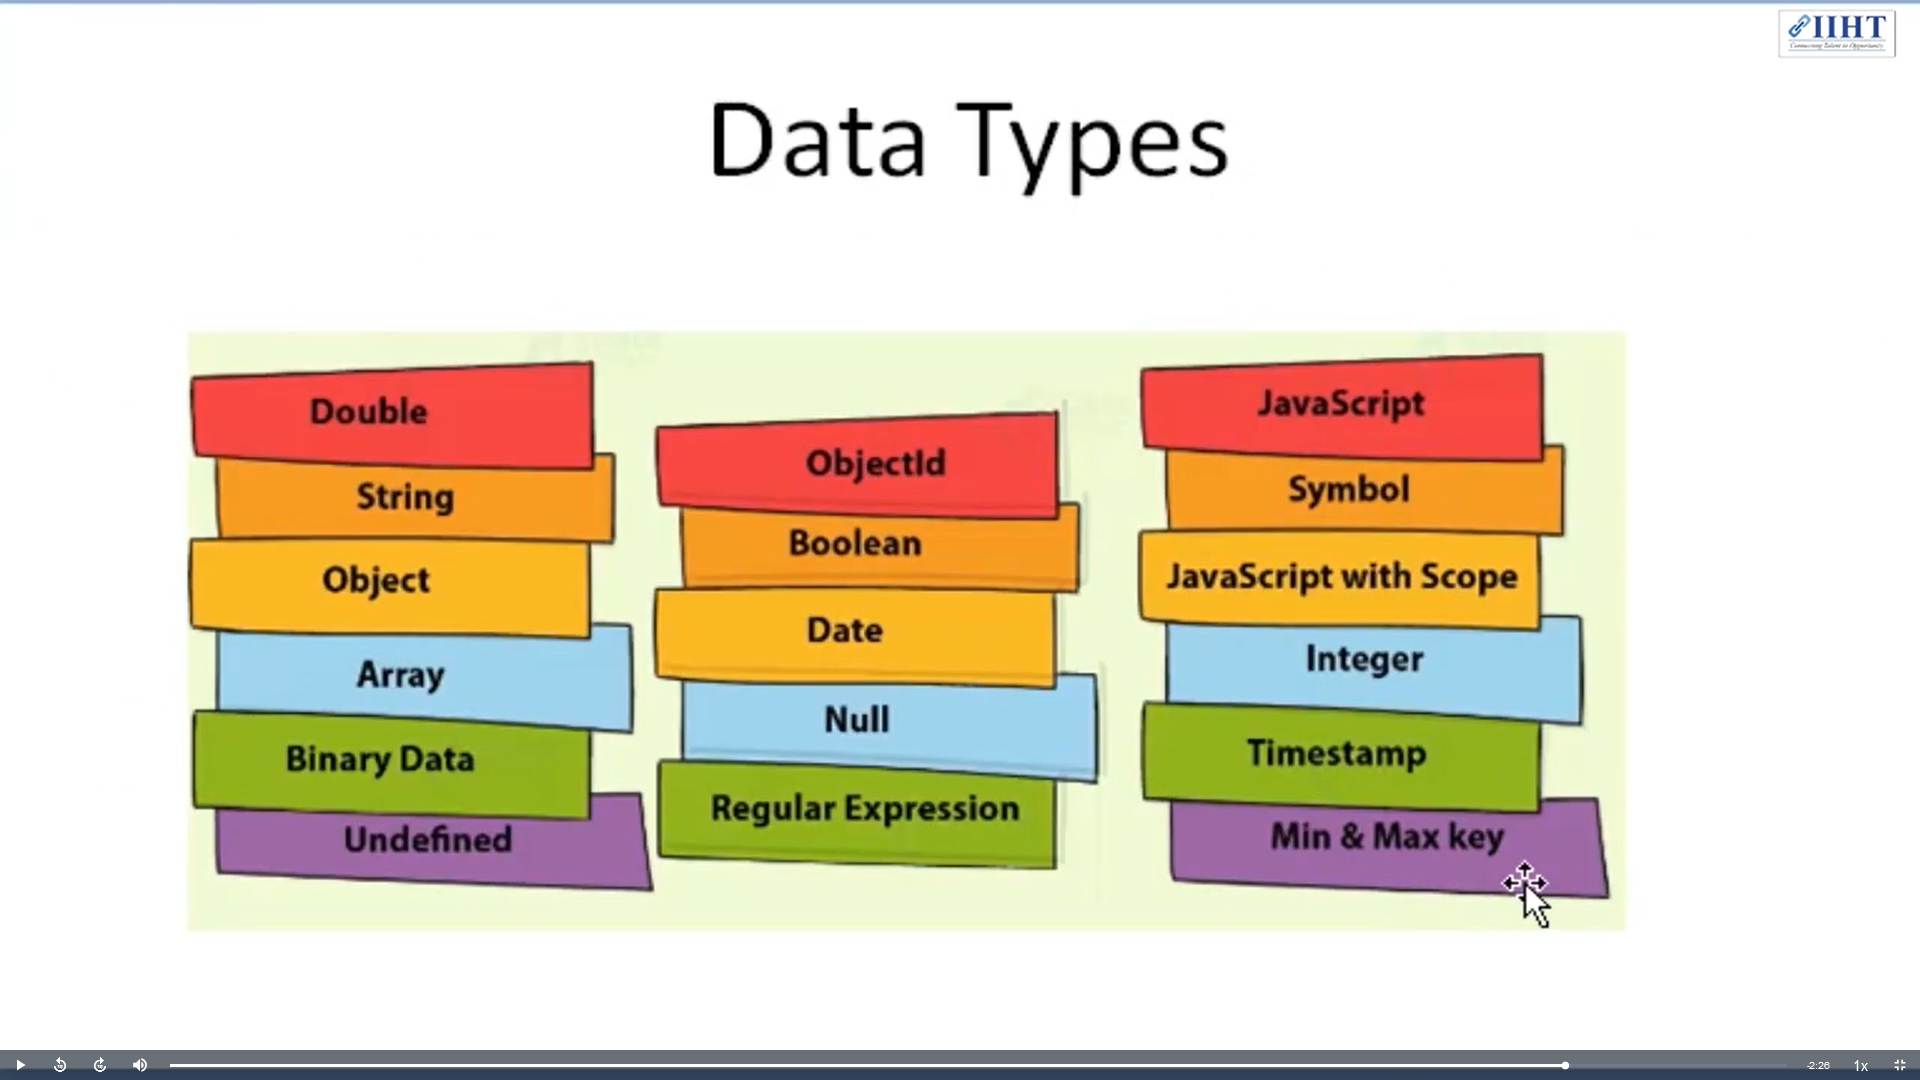 IIHT
Connecting Talent to Opportunity
Data Types
Double
String
Object
Array
Binary Data
Undefined
ObjectId
Boolean
Date
Null
Regular Expression
JavaScript
Symbol
JavaScript with Scope
Integer
Timestamp
Min & Max key
-2:26
1x